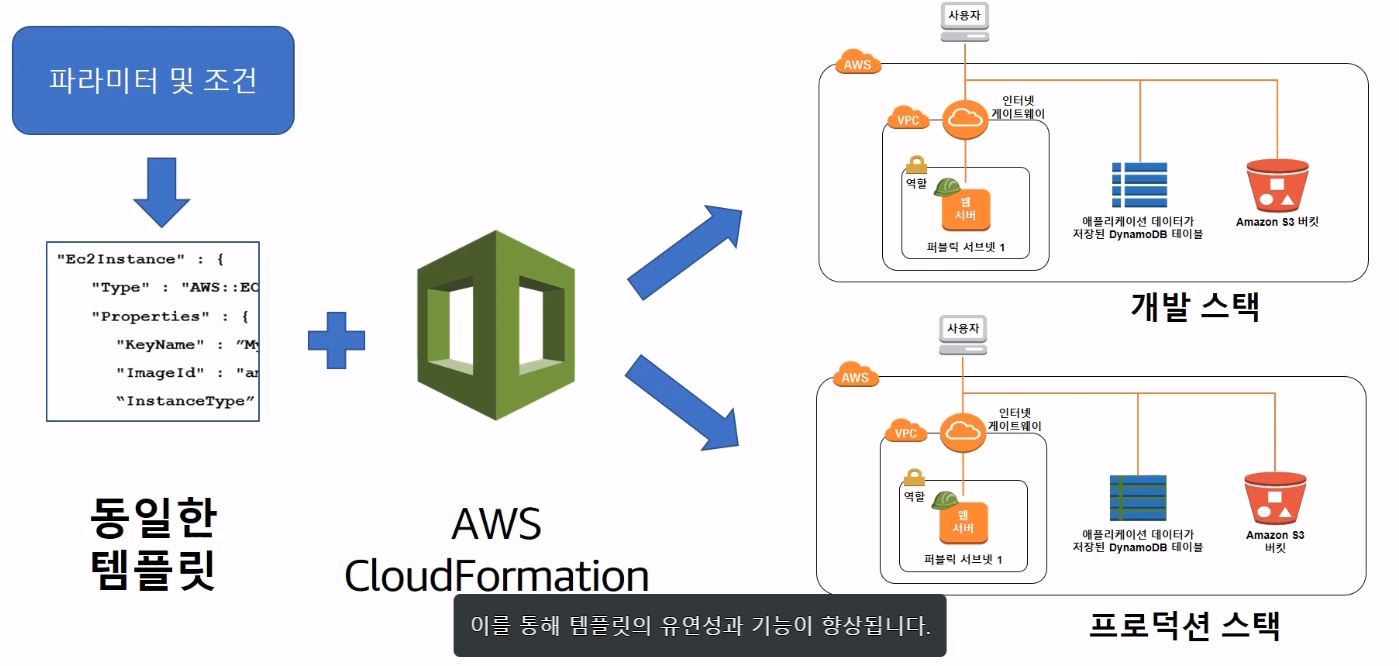 파라미터 및 조건
"Ec2Instance" : {
"Type" : "AWS::EC
"Properties" : {
"KeyName" : ”My
"ImageId" : "am
“InstanceType”
동일한
템플릿
AWS
CloudFormation
사용자
AWS
인터넷
게이트웨이
VPC
역할
웹
서버
퍼블릭 서브넷 1
애플리케이션 데이터가
저장된 DynamoDB 테이블
Amazon S3 버킷
개발 스택
사용자
AWS
인터넷
게이트웨이
VPC
역할
웹
서버
퍼블릭 서브넷 1
애플리케이션 데이터가
저장된 DynamoDB 테이블
Amazon S3
버킷
프로덕션 스택
이를 통해 템플릿의 유연성과 기능이 향상됩니다.